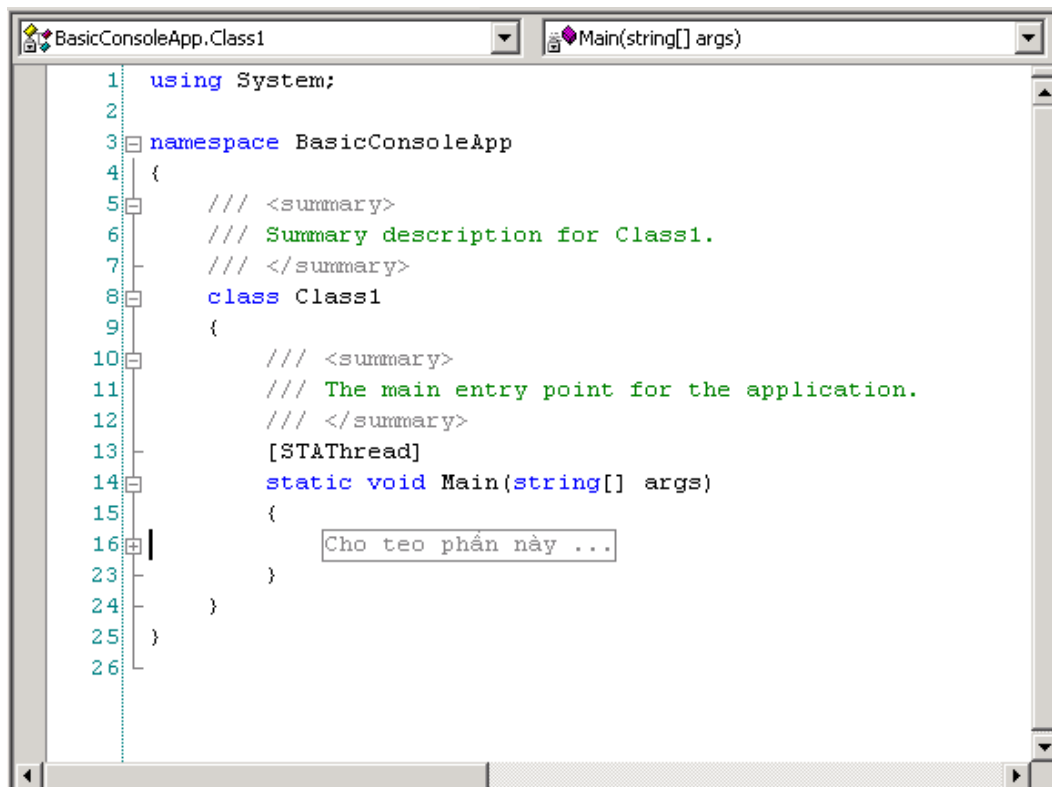 BasicConsoleApp.Class1 Main(string[] args)
1 using System;
2
3 namespace BasicConsoleApp
4 {
5 /// <summary>
6 /// Summary description for Class1.
7 /// </summary>
8 class Class1
9 {
10 /// <summary>
11 /// The main entry point for the application.
12 /// </summary>
13 [STAThread]
14 static void Main(string[] args)
15 {
16 Cho teo phần này ...
23 }
24 }
25 }
26